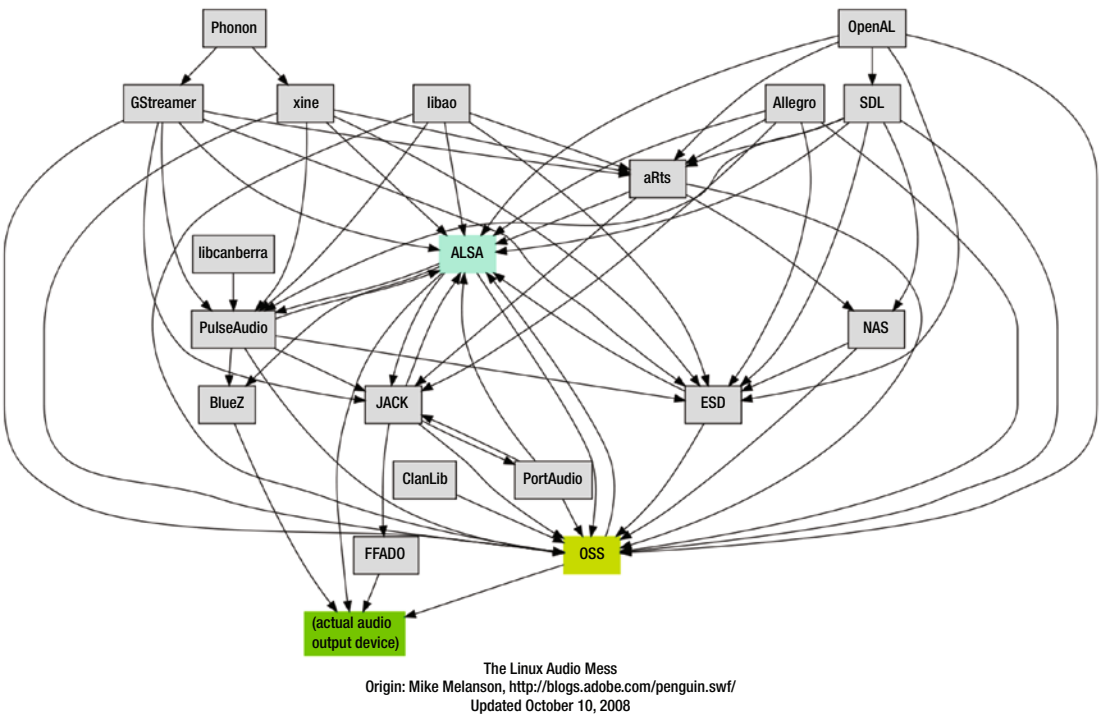 Phonon
OpenAL
GStreamer
xine
libao
Allegro
SDL
aRts
libcanberra
ALSA
PulseAudio
NAS
BlueZ
JACK
ESD
ClanLib
PortAudio
FFADO
OSS
(actual audio
output device)
The Linux Audio Mess
Origin: Mike Melanson, http://blogs.adobe.com/penguin.swf/
Updated October 10, 2008